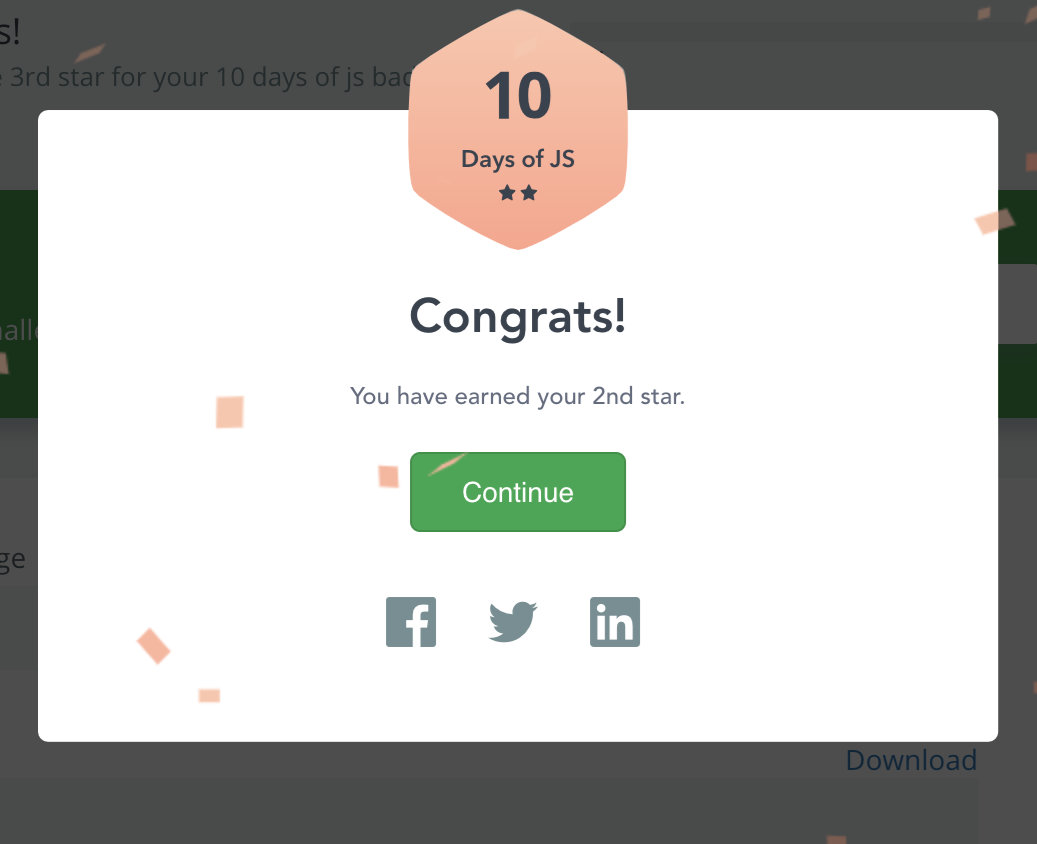 s!
3rd star for your 10 days of js bad
10
Days of JS
Congrats!
You have earned your 2nd star.
Continue
ge
Download